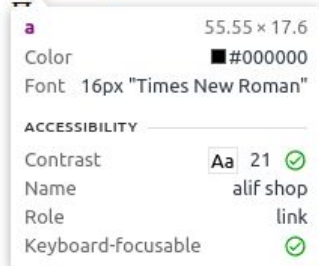 a 55.55 × 17.6
Color #000000
Font 16px "Times New Roman"
ACCESSIBILITY
Contrast Aa 21
Name alif shop
Role link
Keyboard-focusable